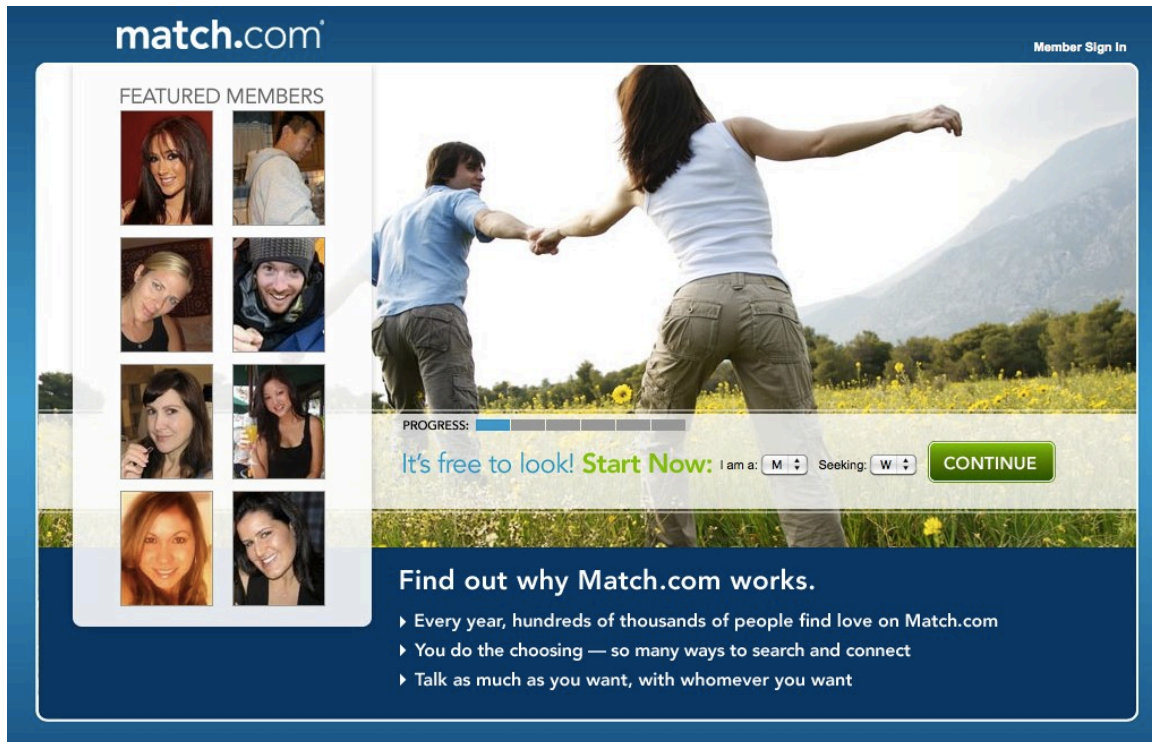 match.com
Member Sign In
FEATURED MEMBERS
PROGRESS:
It's free to look! Start Now: I am a: M Seeking: W CONTINUE
Find out why Match.com works.
Every year, hundreds of thousands of people find love on Match.com
You do the choosing — so many ways to search and connect
Talk as much as you want, with whomever you want